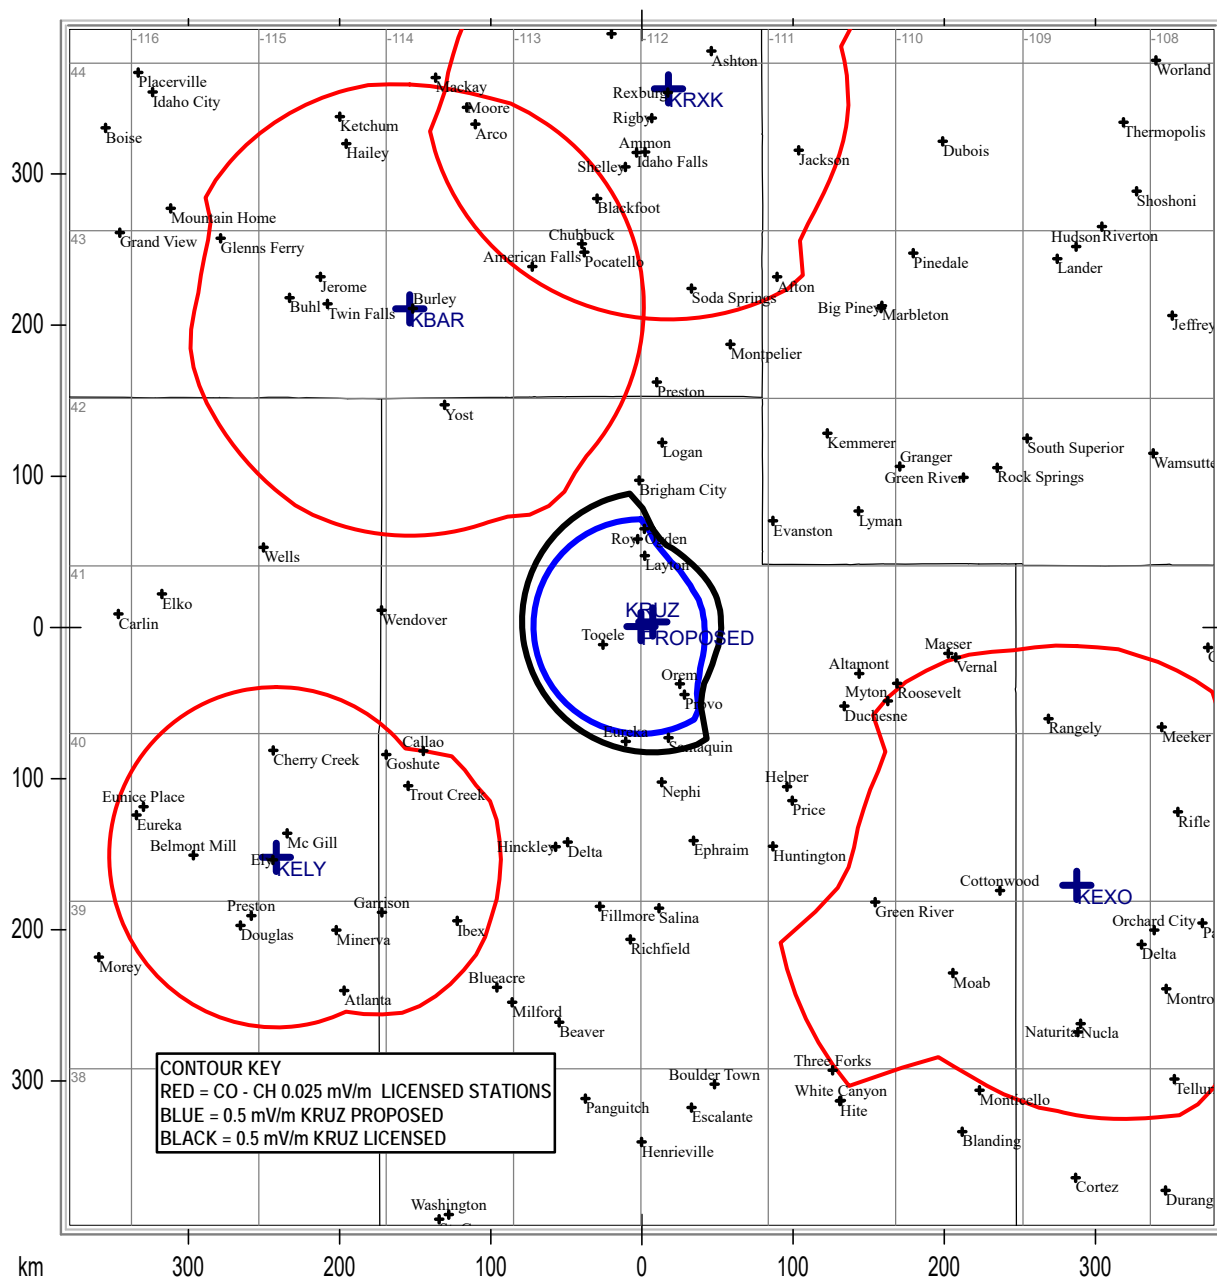 -116 -115 -114 -113 -112 -111 -110 -109 -108
44
Ashton
Worland
Placerville
Mackay
Idaho City
Rexburg
KRXK
Moore
Ketchum
Rigby
Thermopolis
Boise
Arco
Hailey
Ammon
Idaho Falls
Jackson
Dubois
Shelley
300
Blackfoot
Shoshoni
Mountain Home
43
Grand View
Glenns Ferry
Chubbuck
American Falls
Pocatello
Hudson
Riverton
Pinedale
Lander
Jerome
Soda Springs
Afton
Buhl
Twin Falls
Burley
KBAR
Big Piney
Marbleton
Jeffrey
200
Montpelier
Preston
42
Yost
Kemmerer
Logan
South Superior
Granger
Green River
Rock Springs
Wamsutte
100
Brigham City
Evanston
Lyman
Roy
Ogden
Wells
Layton
41
Elko
Carlin
Wendover
KRUZ
PROPOSED
0
Tooele
Maeser
Vernal
Altamont
Orem
Myton
Roosevelt
Provo
Duchesne
Rangely
Meeker
Eureka
Santaquin
40
Callao
Cherry Creek
Goshute
100
Trout Creek
Nephi
Helper
Price
Eunice Place
Eureka
Rifle
Mc Gill
Belmont Mill
Hinckley
Delta
Ephraim
Huntington
Ely
KELY
Cottonwood
KEXO
39
Preston
Garrison
Fillmore
Salina
Green River
Douglas
Minerva
Ibex
Orchard City
Pa
200
Richfield
Delta
Morey
Moab
Blueacre
Atlanta
Milford
Montro
Beaver
Naturita
Nucla
CONTOUR KEY
RED = CO - CH 0.025 mV/m LICENSED STATIONS
BLUE = 0.5 mV/m KRUZ PROPOSED
BLACK = 0.5 mV/m KRUZ LICENSED
38
300
Three Forks
Boulder Town
White Canyon
Monticello
Tellur
Panguitch
Escalante
Hite
Blanding
Henrieville
Cortez
Durang
Washington
km 300 200 100 0 100 200 300